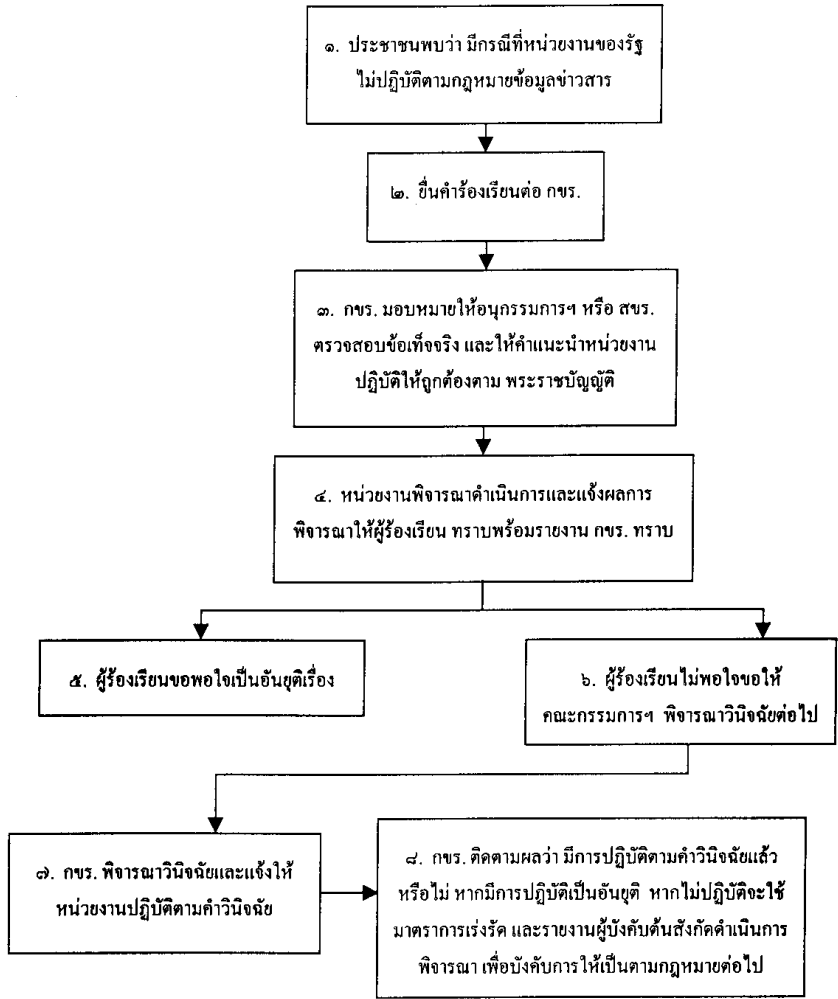 ๑. ประชาชนพบว่า มีกรณีที่หน่วยงานของรัฐ
ไม่ปฏิบัติตามกฎหมายข้อมูลข่าวสาร
๒. ยื่นคำร้องเรียนต่อ กขร.
๓. กขร. มอบหมายให้อนุกรรมการฯ หรือ สขร.
ตรวจสอบข้อเท็จจริง และให้คำแนะนำหน่วยงาน
ปฏิบัติให้ถูกต้องตาม พระราชบัญญัติ
๔. หน่วยงานพิจารณาดำเนินการและแจ้งผลการ
พิจารณาให้ผู้ร้องเรียน ทราบพร้อมรายงาน กขร. ทราบ
๕. ผู้ร้องเรียนขอพอใจเป็นอันยุติเรื่อง
๖. ผู้ร้องเรียนไม่พอใจขอให้
คณะกรรมการฯ พิจารณาวินิจฉัยต่อไป
๗. กขร. พิจารณาวินิจฉัยและแจ้งให้
หน่วยงานปฏิบัติตามคำวินิจฉัย
๘. กขร. ติดตามผลว่า มีการปฏิบัติตามคำวินิจฉัยแล้ว
หรือไม่ หากมีการปฏิบัติเป็นอันยุติ หากไม่ปฏิบัติจะใช้
มาตราการเร่งรัด และรายงานผู้บังคับต้นสังกัดดำเนินการ
พิจารณา เพื่อบังคับการให้เป็นตามกฎหมายต่อไป